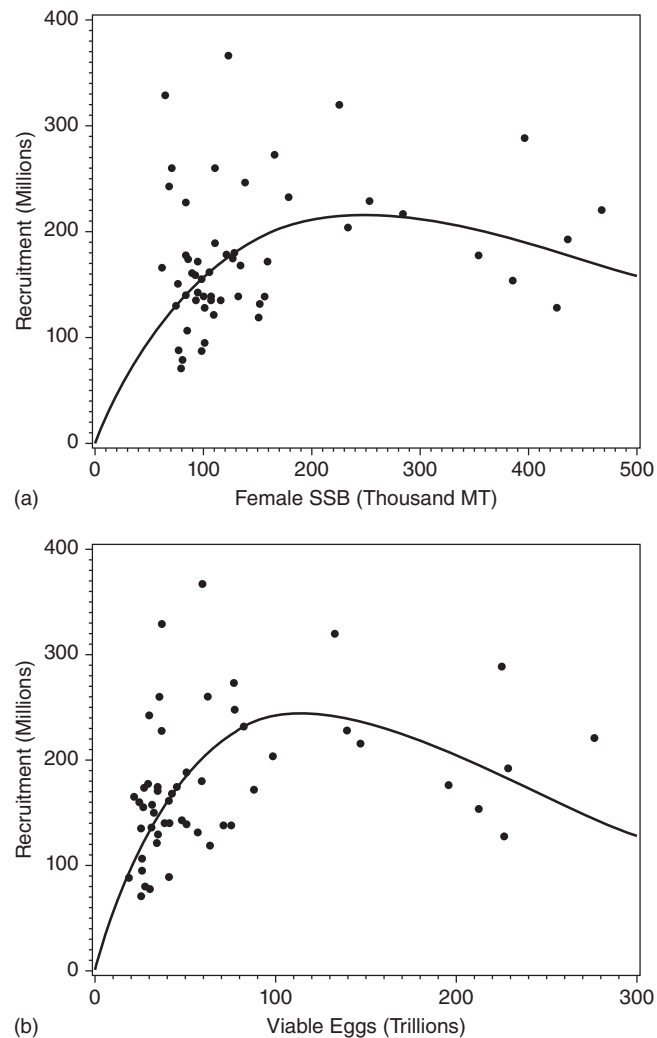 400
300
200
100
0
Recruitment (Millions)
0 100 200 300 400 500
(a) Female SSB (Thousand MT)
400
300
200
100
0
Recruitment (Millions)
0 100 200 300
(b) Viable Eggs (Trillions)